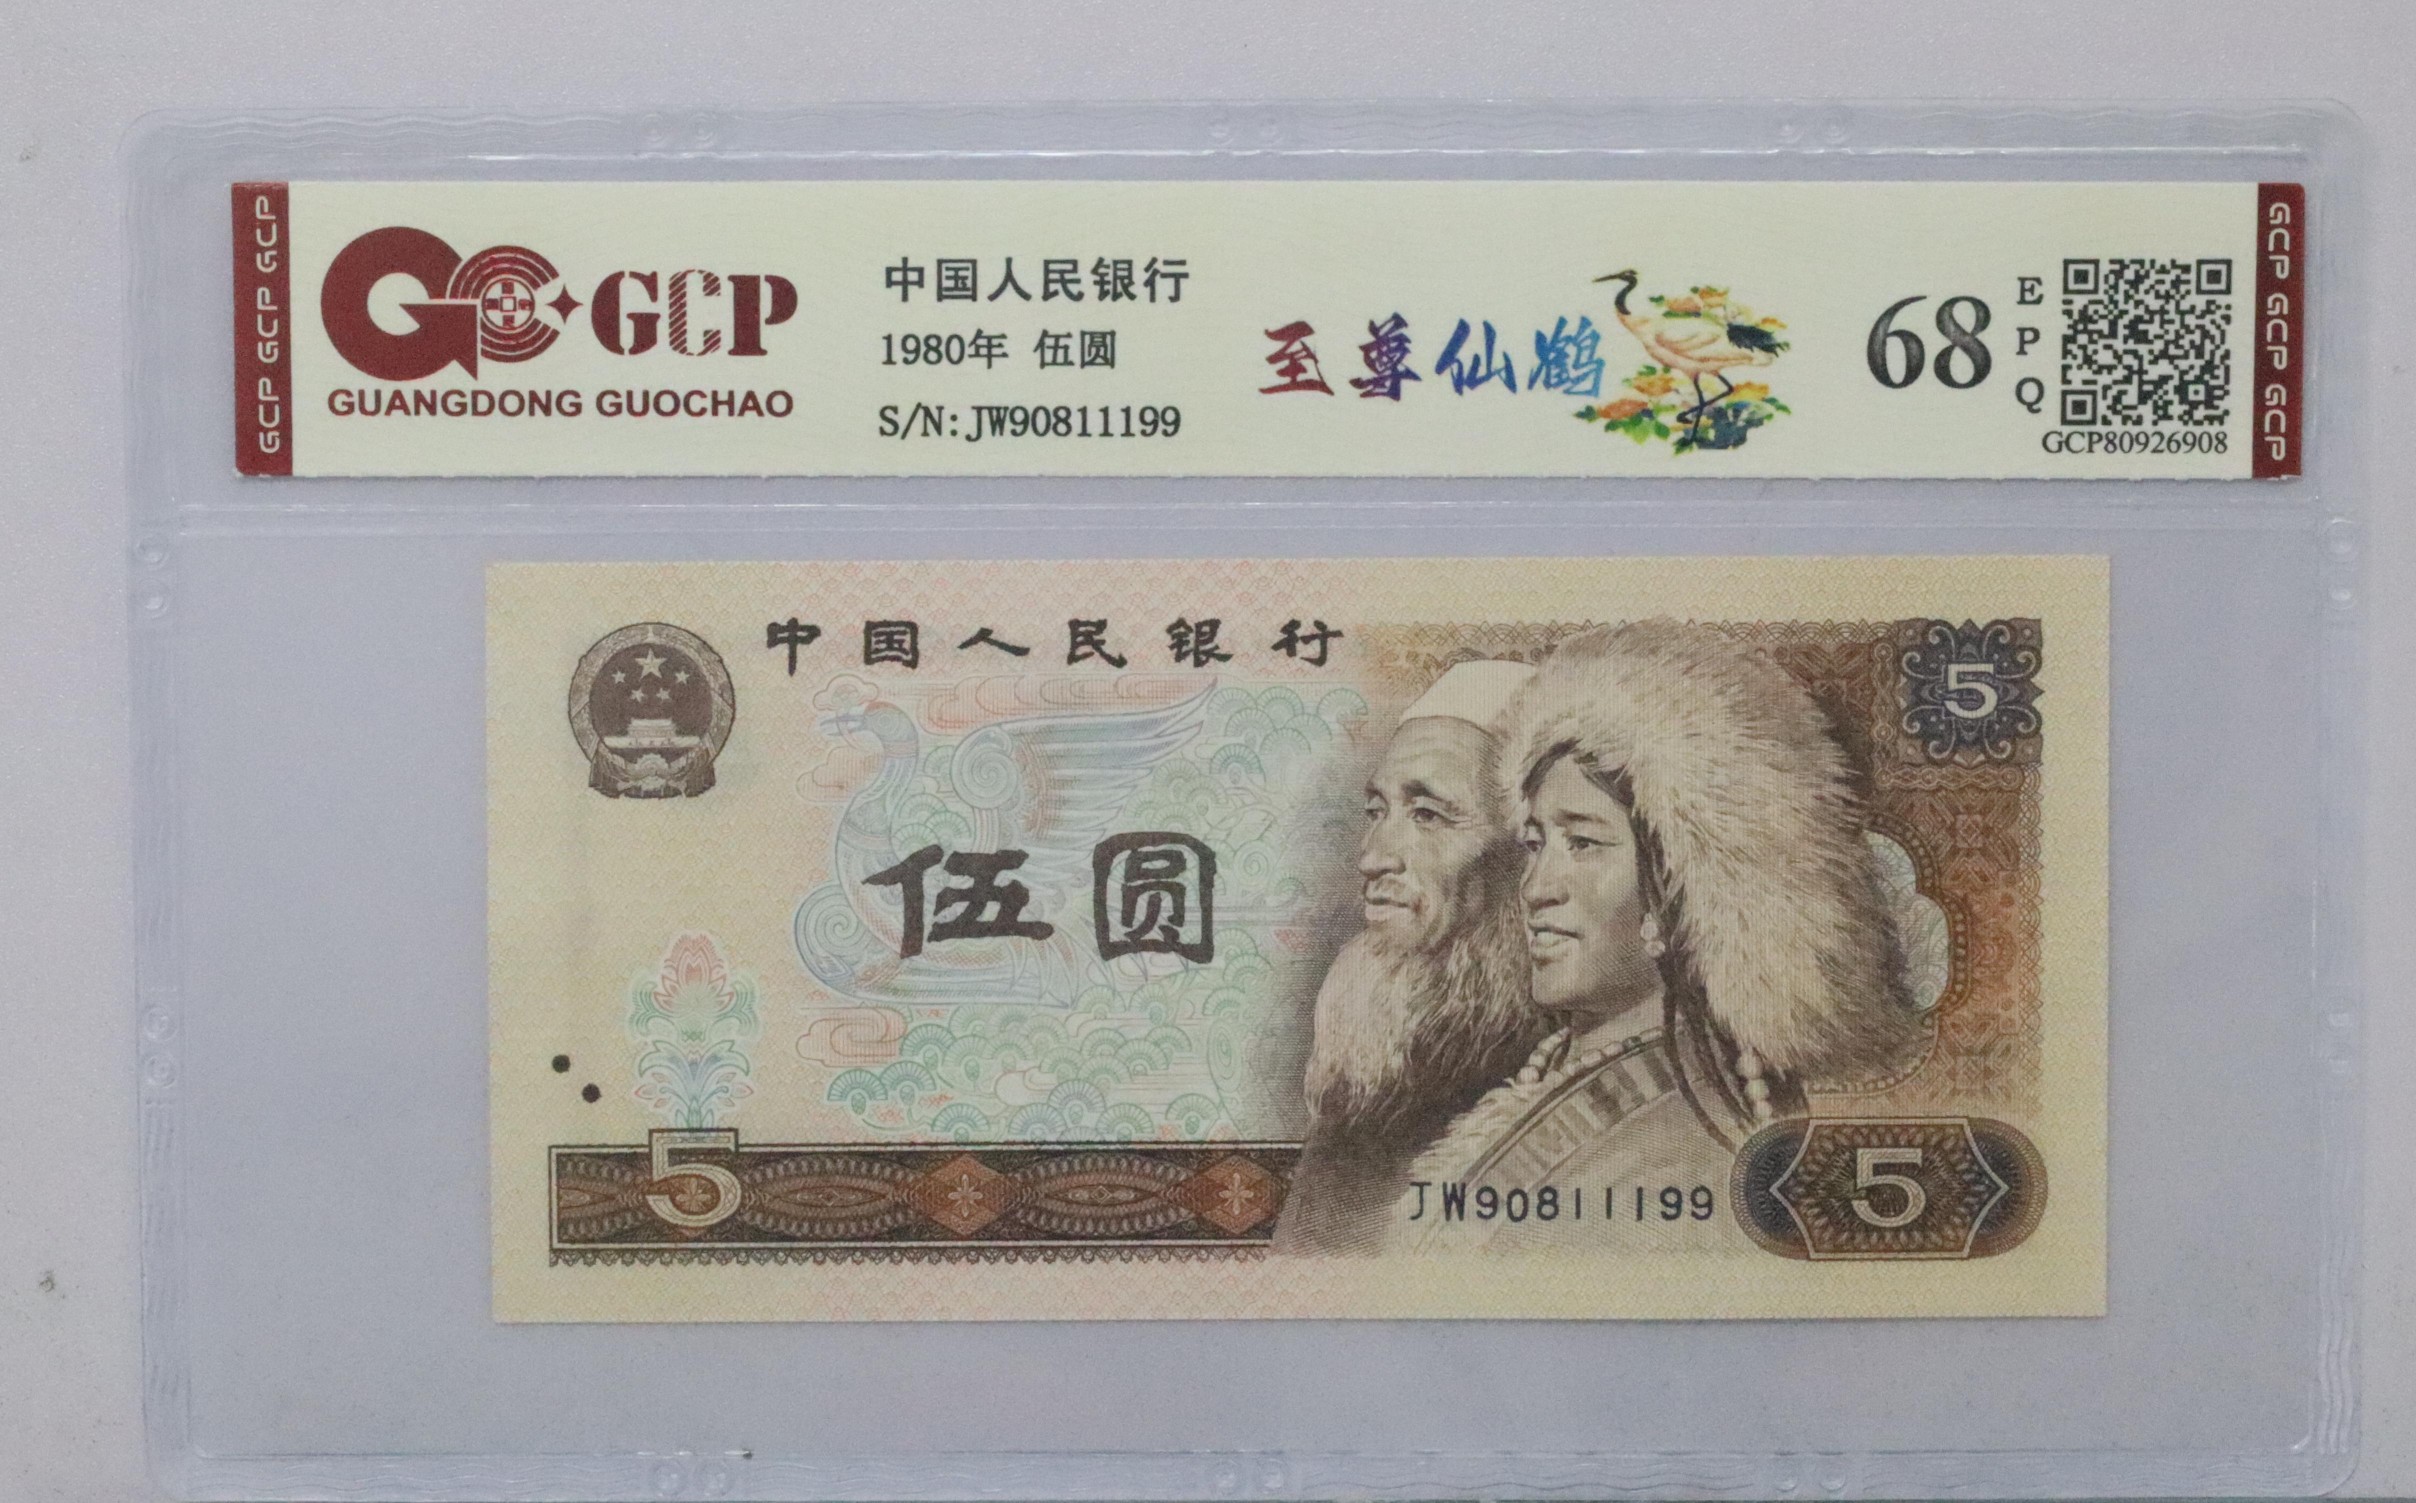 GCP GCP GCP
GCP
GUANGDONG GUOCHAO
中国人民银行
1980年 伍圆
S/N:JW90811199
至尊仙鹤
68
EPQ
GCP80926908
GCP GCP GCP
中国人民银行
5
伍圆
5
JW90811199
5